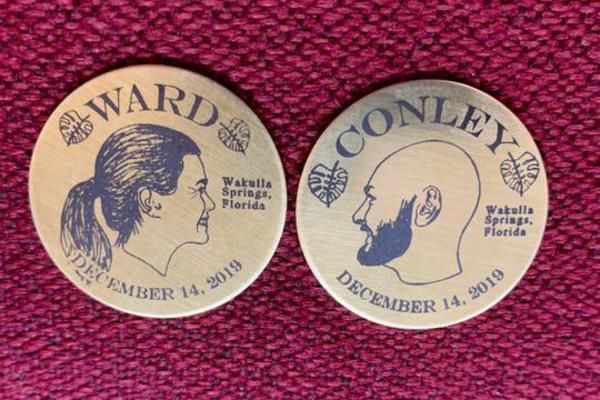 WARD
Wakulla
Springs,
Florida
DECEMBER 14, 2019
CONLEY
Wakulla
Springs,
Florida
DECEMBER 14, 2019